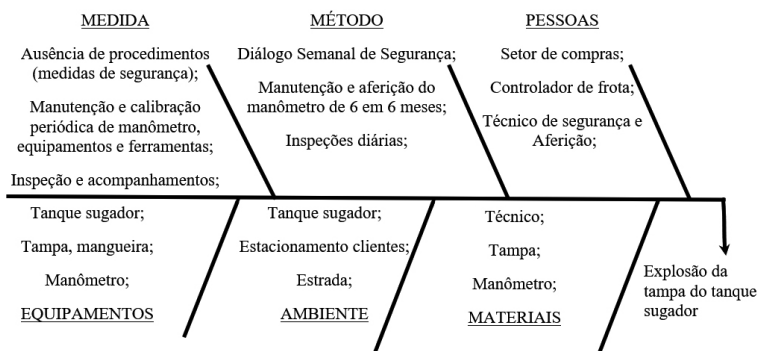 MEDIDA
Ausência de procedimentos
(medidas de segurança);
Manutenção e calibração
periódica de manômetro,
equipamentos e ferramentas;
Inspeção e acompanhamentos;
MÉTODO
Diálogo Semanal de Segurança;
Manutenção e aferição do
manômetro de 6 em 6 meses;
Inspeções diárias;
PESSOAS
Setor de compras;
Controlador de frota;
Técnico de segurança e
Aferição;
Tanque sugador;
Tampa, mangueira;
Manômetro;
EQUIPAMENTOS
Tanque sugador;
Estacionamento clientes;
Estrada;
AMBIENTE
Técnico;
Tampa;
Manômetro;
MATERIAIS
Explosão da
tampa do tanque
sugador